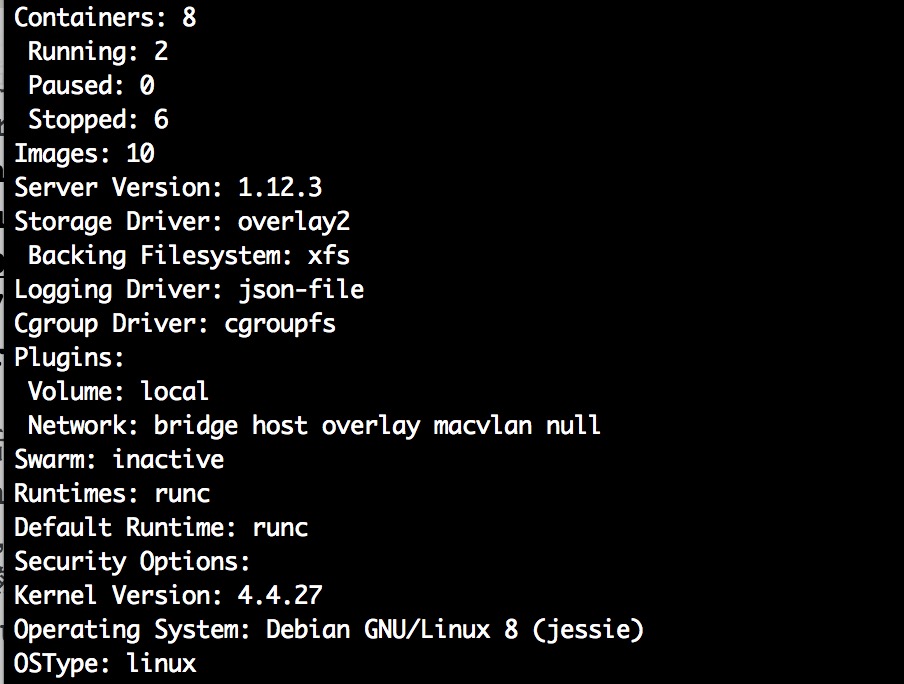 Containers: 8
 Running: 2
 Paused: 0
 Stopped: 6
Images: 10
Server Version: 1.12.3
Storage Driver: overlay2
 Backing Filesystem: xfs
Logging Driver: json-file
Cgroup Driver: cgroupfs
Plugins:
 Volume: local
 Network: bridge host overlay macvlan null
Swarm: inactive
Runtimes: runc
Default Runtime: runc
Security Options:
Kernel Version: 4.4.27
Operating System: Debian GNU/Linux 8 (jessie)
OSType: linux